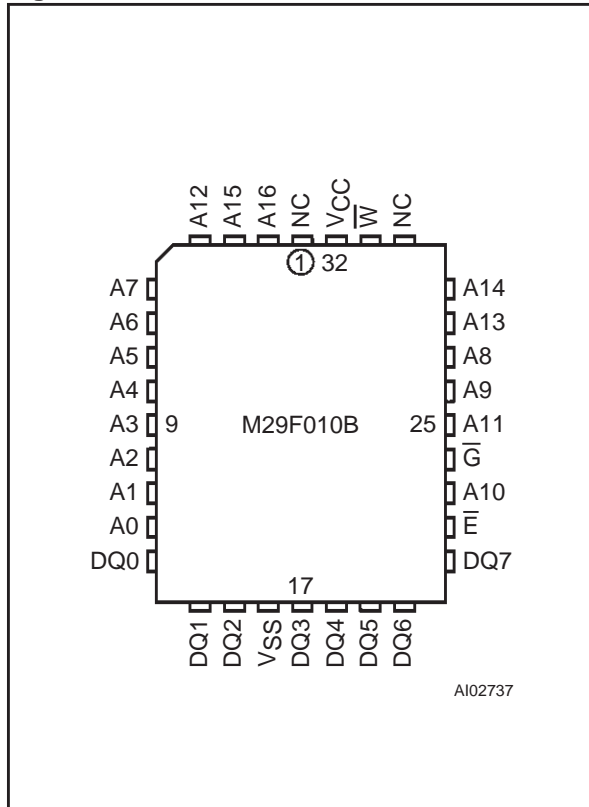 A12 A15 A16 NC VCC W̅ NC
1 32
A7 A14
A6 A13
A5 A8
A4 A9
A3 9 M29F010B 25 A11
A2 G̅
A1 A10
A0 E̅
DQ0 DQ7
17
DQ1 DQ2 VSS DQ3 DQ4 DQ5 DQ6
AI02737